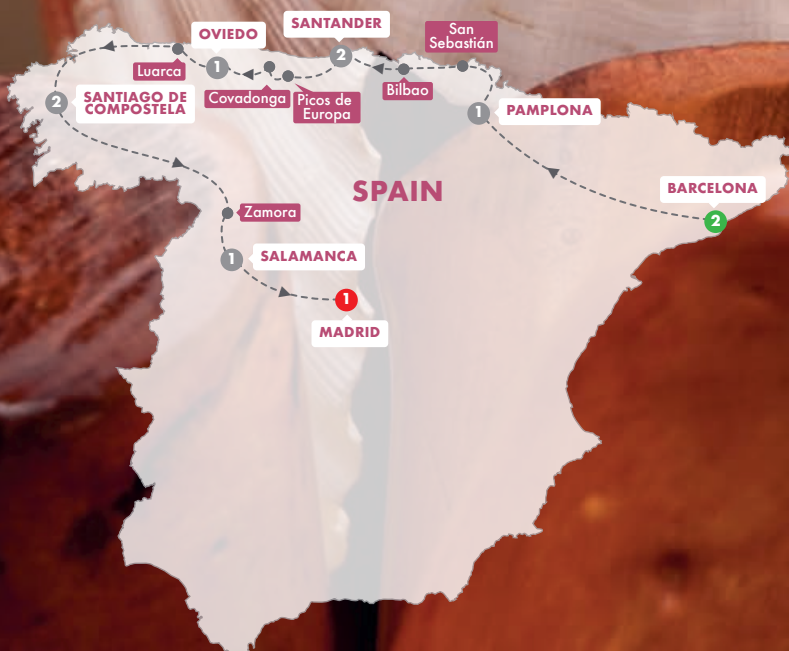 SANTANDER
2
OVIEDO
1
San
Sebastián
Luarca
Covadonga
Picos de
Europa
Bilbao
2
SANTIAGO DE
COMPOSTELA
1
PAMPLONA
SPAIN
BARCELONA
2
Zamora
1
SALAMANCA
1
MADRID